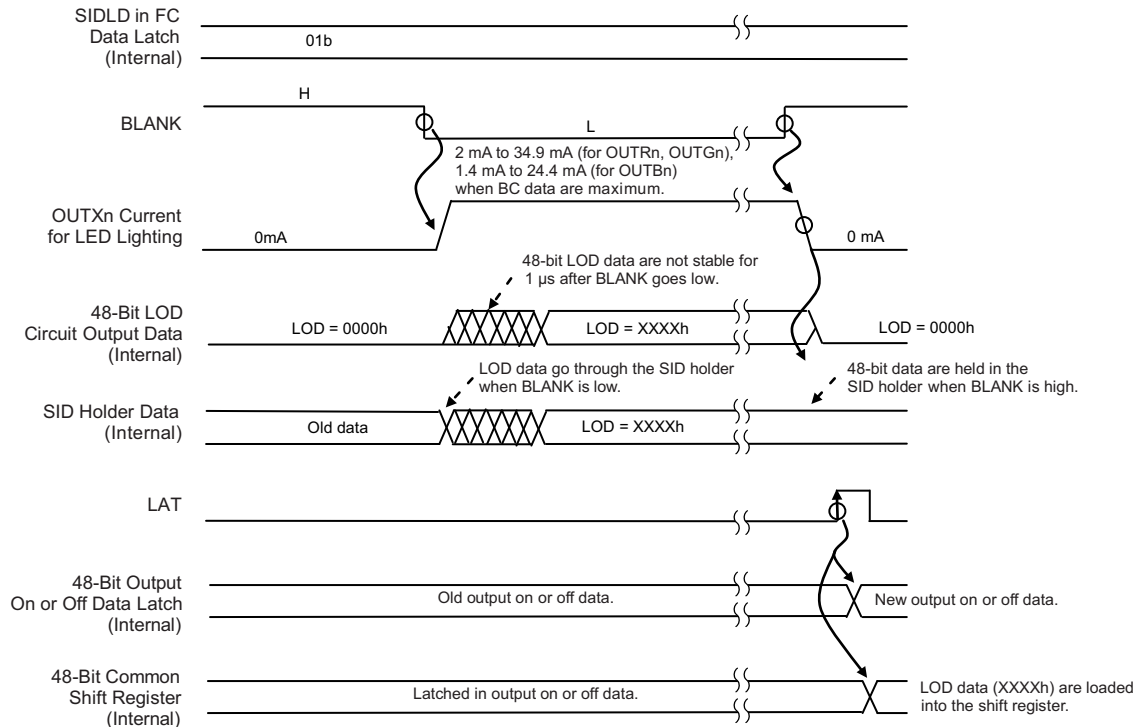 SIDLD in FC
Data Latch
(Internal)
01b
H
BLANK
L
2 mA to 34.9 mA (for OUTRn, OUTGn),
1.4 mA to 24.4 mA (for OUTBn)
when BC data are maximum.
OUTXn Current
for LED Lighting
0mA
0 mA
48-bit LOD data are not stable for
1 µs after BLANK goes low.
48-Bit LOD
Circuit Output Data
(Internal)
LOD = 0000h
LOD = XXXXh
LOD = 0000h
LOD data go through the SID holder
when BLANK is low.
48-bit data are held in the
SID holder when BLANK is high.
SID Holder Data
(Internal)
Old data
LOD = XXXXh
LAT
48-Bit Output
On or Off Data Latch
(Internal)
Old output on or off data.
New output on or off data.
48-Bit Common
Shift Register
(Internal)
Latched in output on or off data.
LOD data (XXXXh) are loaded
into the shift register.